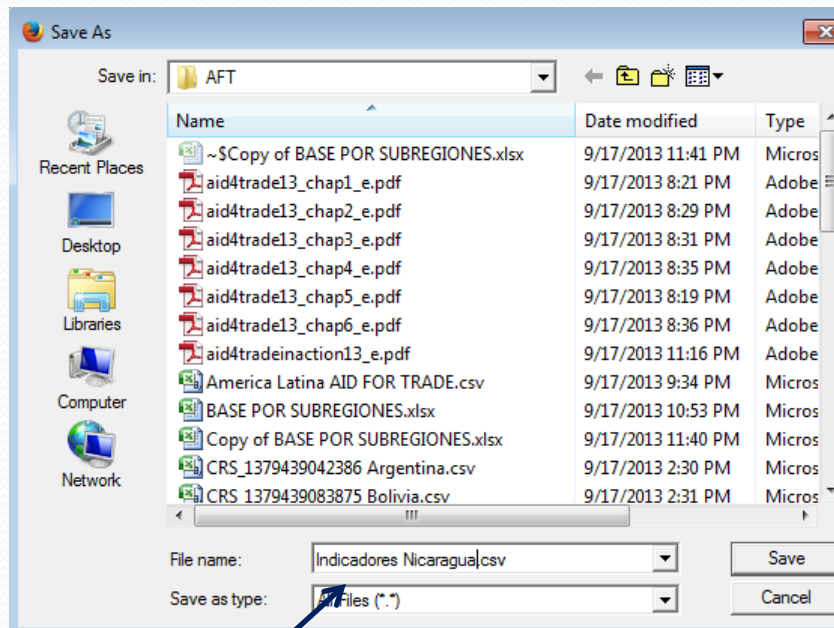 Save As
Save in: AFT
Name Date modified Type
Recent Places
Desktop
Libraries
Computer
Network
~$Copy of BASE POR SUBREGIONES.xlsx 9/17/2013 11:41 PM Micros
aid4trade13_chap1_e.pdf 9/17/2013 8:21 PM Adobe
aid4trade13_chap2_e.pdf 9/17/2013 8:29 PM Adobe
aid4trade13_chap3_e.pdf 9/17/2013 8:31 PM Adobe
aid4trade13_chap4_e.pdf 9/17/2013 8:35 PM Adobe
aid4trade13_chap5_e.pdf 9/17/2013 8:19 PM Adobe
aid4trade13_chap6_e.pdf 9/17/2013 8:36 PM Adobe
aid4tradeinaction13_e.pdf 9/17/2013 11:16 PM Adobe
America Latina AID FOR TRADE.csv 9/17/2013 9:34 PM Micros
BASE POR SUBREGIONES.xlsx 9/17/2013 10:53 PM Micros
Copy of BASE POR SUBREGIONES.xlsx 9/17/2013 11:40 PM Micros
CRS_1379439042386 Argentina.csv 9/17/2013 2:30 PM Micros
CRS_1379439083875 Bolivia.csv 9/17/2013 2:31 PM Micros
File name: Indicadores Nicaragua.csv Save
Save as type: All Files (*.*) Cancel